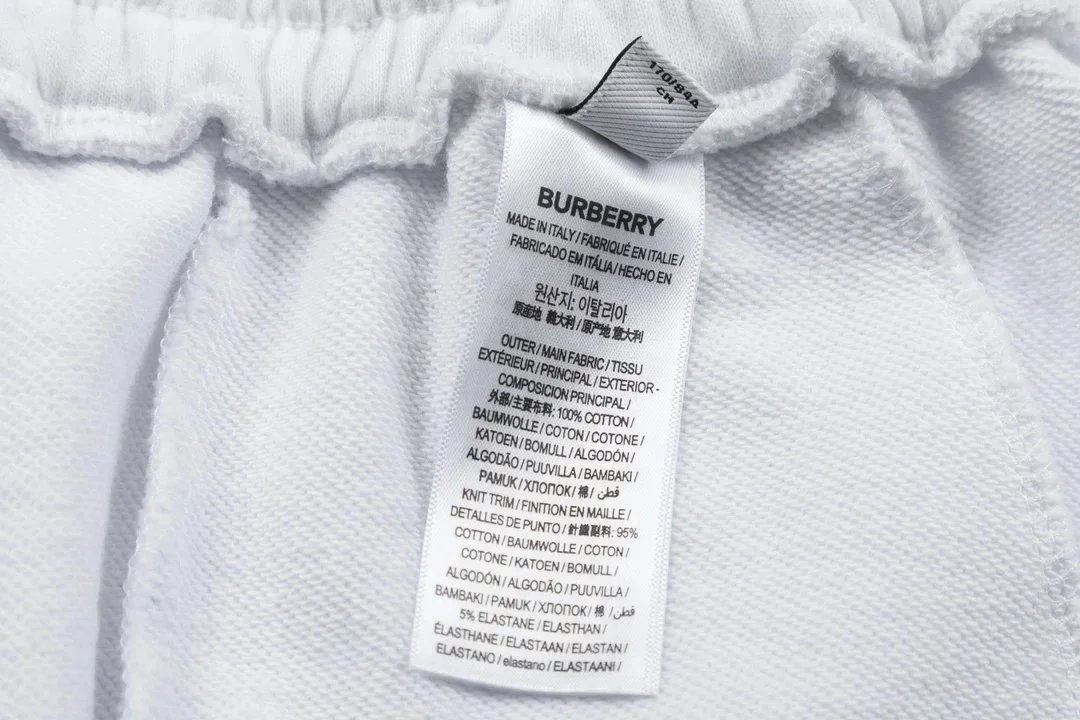 170/84A
CM
BURBERRY
MADE IN ITALY / FABRIQUÉ EN ITALIE /
FABRICADO EM ITÁLIA / HECHO EN
ITALIA
원산지: 이탈리아
原産地 義大利 / 原产地 意大利
OUTER / MAIN FABRIC / TISSU
EXTÉRIEUR / PRINCIPAL / EXTERIOR -
COMPOSICION PRINCIPAL /
外部/主要布料: 100% COTTON /
BAUMWOLLE / COTON / COTONE /
KATOEN / BOMULL / ALGODÓN /
ALGODÃO / PUUVILLA / BAMBAKI /
PAMUK / ХЛОПОК / 棉 / قطن
KNIT TRIM / FINITION EN MAILLE /
DETALLES DE PUNTO / 針織副料: 95%
COTTON / BAUMWOLLE / COTON /
COTONE / KATOEN / BOMULL /
ALGODÓN / ALGODÃO / PUUVILLA /
BAMBAKI / PAMUK / ХЛОПОК / 棉 / قطن
5% ELASTANE / ELASTHAN /
ÉLASTHANE / ELASTAAN / ELASTAN /
ELASTANO / elastano / ELASTAANI /